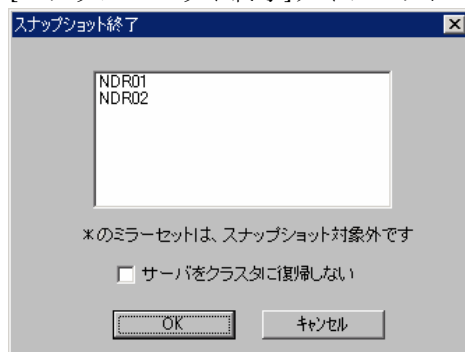 スナップショット終了
NDR01
NDR02
*のミラーセットは、スナップショット対象外です
サーバをクラスタに復帰しない
OK
キャンセル